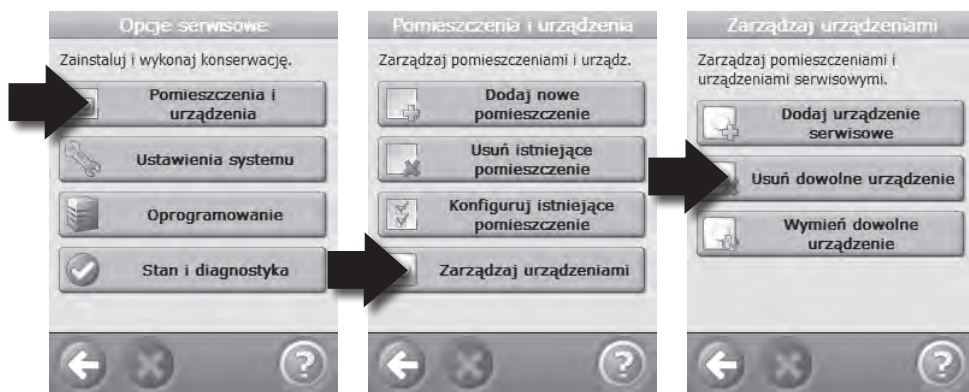 Opcje serwisowe
Zainstaluj i wykonaj konserwację.
Pomieszczenia i
urządzenia
Ustawienia systemu
Oprogramowanie
Stan i diagnostyka
Pomieszczenia i urządzenia
Zarządzaj pomieszczeniami i urządz.
Dodaj nowe
pomieszczenie
Usuń istniejące
pomieszczenie
Konfiguruj istniejące
pomieszczenie
Zarządzaj urządzeniami
Zarządzaj urządzeniami
Zarządzaj pomieszczeniami i
urządzeniami serwisowymi.
Dodaj urządzenie
serwisowe
Usuń dowolne urządzenie
Wymień dowolne
urządzenie